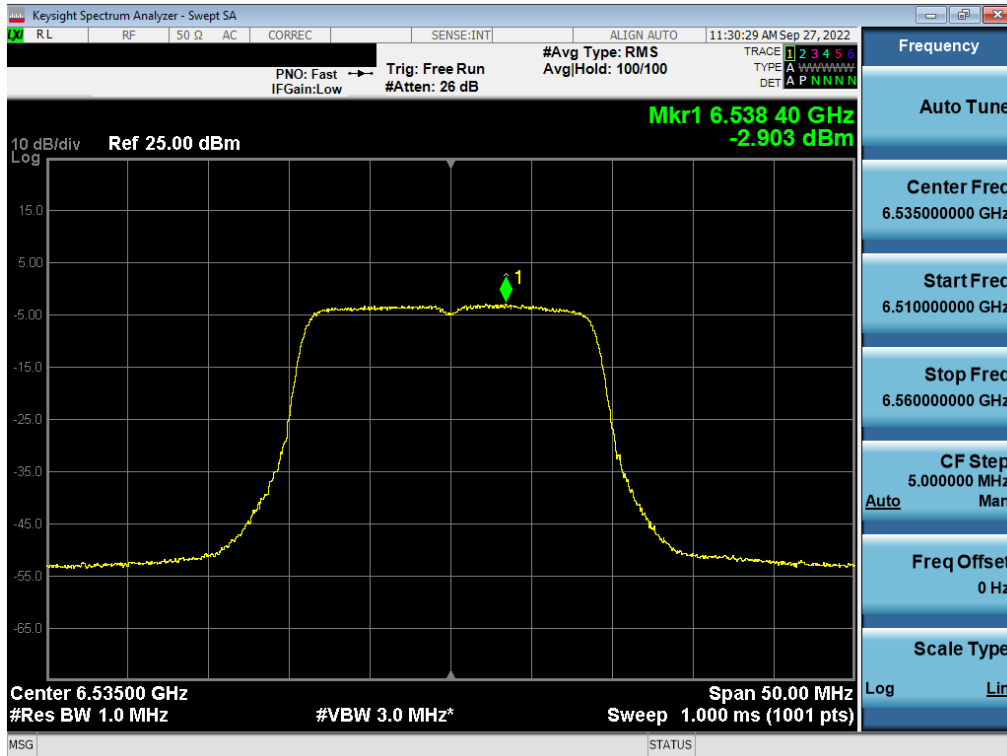 Keysight Spectrum Analyzer - Swept SA
LXI RL RF 50 Ω AC CORREC SENSE:INT ALIGN AUTO 11:30:29 AM Sep 27, 2022
PNO: Fast
IFGain:Low
Trig: Free Run
#Atten: 26 dB
#Avg Type: RMS
Avg|Hold: 100/100
TRACE 1 2 3 4 5 6
TYPE A WWWWW
DET A P N N N N
Mkr1 6.538 40 GHz
-2.903 dBm
10 dB/div
Log
Ref 25.00 dBm
15.0
5.00
-5.00
-15.0
-25.0
-35.0
-45.0
-55.0
-65.0
1
Center 6.53500 GHz
Span 50.00 MHz
#Res BW 1.0 MHz
#VBW 3.0 MHz*
Sweep 1.000 ms (1001 pts)
MSG
STATUS
Frequency
Auto Tune
Center Freq
6.535000000 GHz
Start Freq
6.510000000 GHz
Stop Freq
6.560000000 GHz
CF Step
5.000000 MHz
Auto Man
Freq Offset
0 Hz
Scale Type
Log Lin